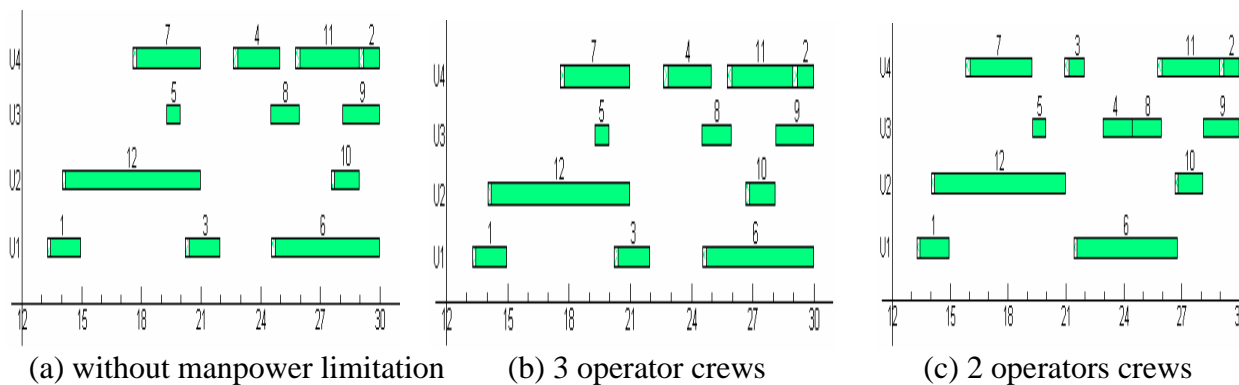 7 4 11 2
U4
5 8 9
U3
12 10
U2
1 3 6
U1
12 15 18 21 24 27 30
(a) without manpower limitation
7 4 11 2
U4
5 8 9
U3
12 10
U2
1 3 6
U1
12 15 18 21 24 27 30
(b) 3 operator crews
7 3 11 2
U4
5 4 8 9
U3
12 10
U2
1 6
U1
12 15 18 21 24 27 3
(c) 2 operators crews